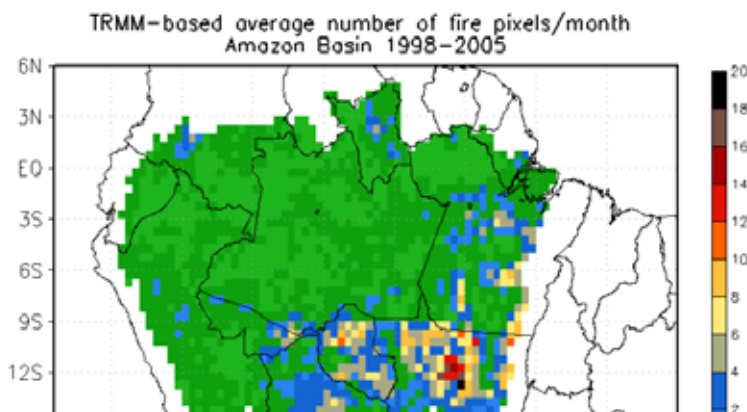 TRMM-based average number of fire pixels/month
Amazon Basin 1998-2005
6N
3N
EQ
3S
6S
9S
12S
20
18
16
14
12
10
8
6
4
2